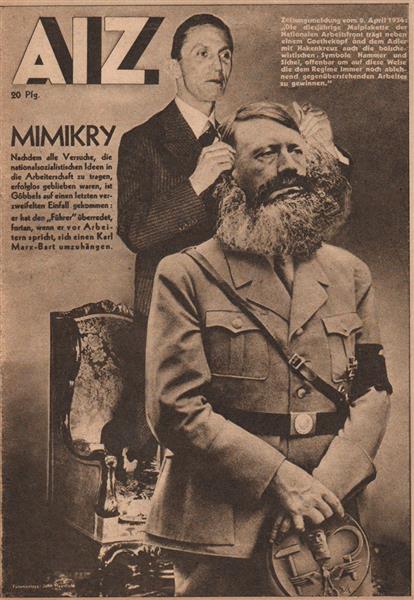 AIZ
20 Pfg.
Zeitungsmeldung vom 9. April 1934:
"Die diesjährige Maiplakette der
Nationalen Arbeitsfront trägt neben
einem Goethekopf und dem Adler
mit Hakenkreuz auch die bolsche-
wistischen Symbole Hammer und
Sichel, offenbar um auf diese Weise
die dem Regime immer noch ableh-
nend gegenüberstehenden Arbeiter
zu gewinnen."
MIMIKRY
Nachdem alle Versuche, die
nationalsozialistischen Ideen in
die Arbeiterschaft zu tragen,
erfolglos geblieben waren, ist
Göbbels auf einen letzten ver-
zweifelten Einfall gekommen:
er hat den „Führer" überredet,
fortan, wenn er vor Arbei-
tern spricht, sich einen Karl
Marx-Bart umzuhängen.
Fotomontage: John Heartfield